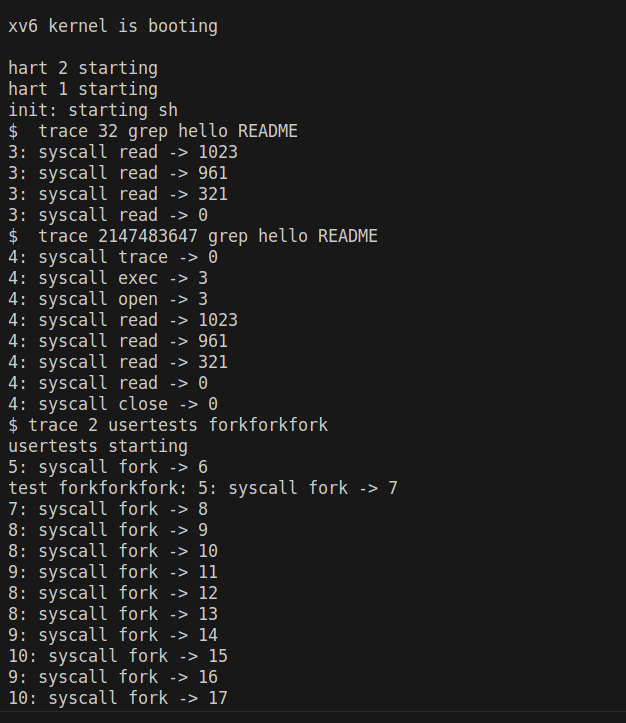 xv6 kernel is booting
hart 2 starting
hart 1 starting
init: starting sh
$  trace 32 grep hello README
3: syscall read -> 1023
3: syscall read -> 961
3: syscall read -> 321
3: syscall read -> 0
$  trace 2147483647 grep hello README
4: syscall trace -> 0
4: syscall exec -> 3
4: syscall open -> 3
4: syscall read -> 1023
4: syscall read -> 961
4: syscall read -> 321
4: syscall read -> 0
4: syscall close -> 0
$ trace 2 usertests forkforkfork
usertests starting
5: syscall fork -> 6
test forkforkfork: 5: syscall fork -> 7
7: syscall fork -> 8
8: syscall fork -> 9
8: syscall fork -> 10
9: syscall fork -> 11
8: syscall fork -> 12
8: syscall fork -> 13
9: syscall fork -> 14
10: syscall fork -> 15
9: syscall fork -> 16
10: syscall fork -> 17